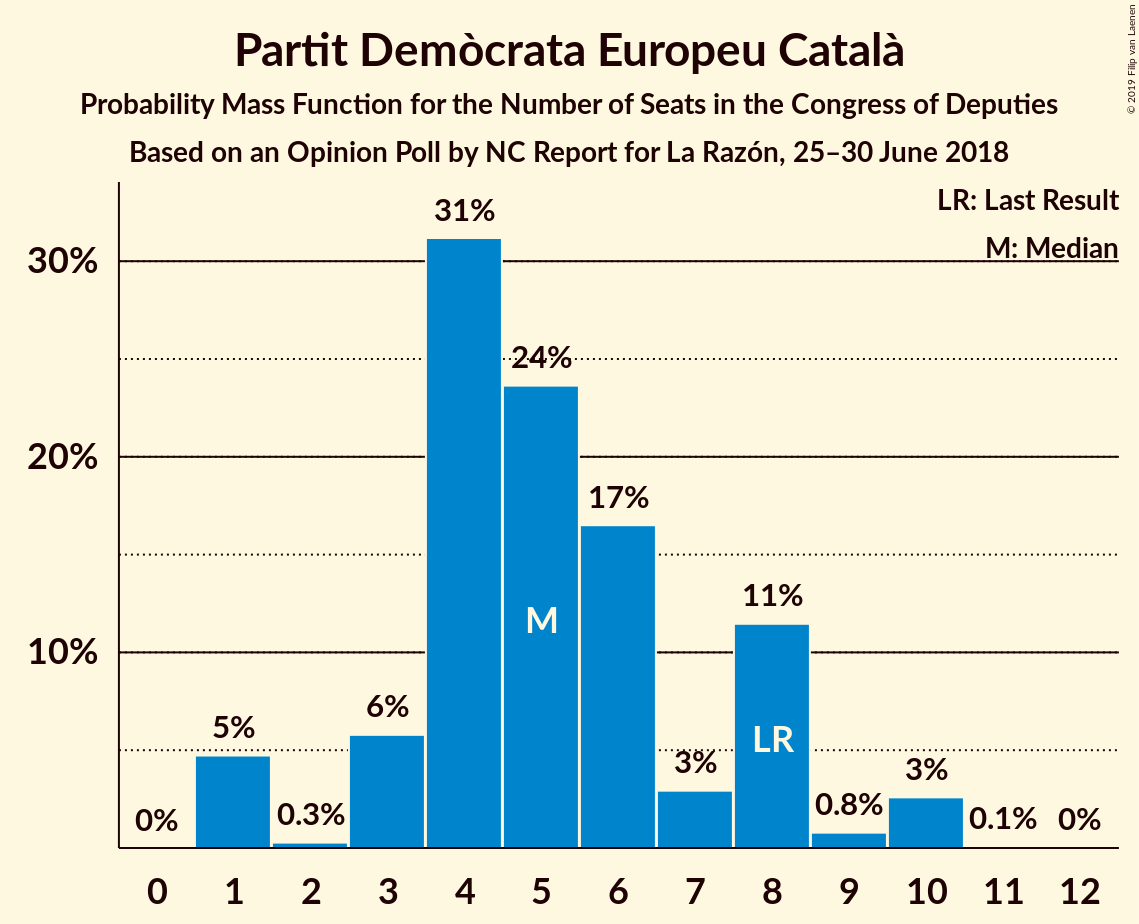 Partit Demòcrata Europeu Català
Probability Mass Function for the Number of Seats in the Congress of Deputies
Based on an Opinion Poll by NC Report for La Razón, 25–30 June 2018
© 2019 Filip van Laenen
LR: Last Result
M: Median
30%
20%
10%
0%
5%
0.3%
6%
31%
24%
17%
3%
11%
0.8%
3%
0.1%
0%
M
LR
0 1 2 3 4 5 6 7 8 9 10 11 12